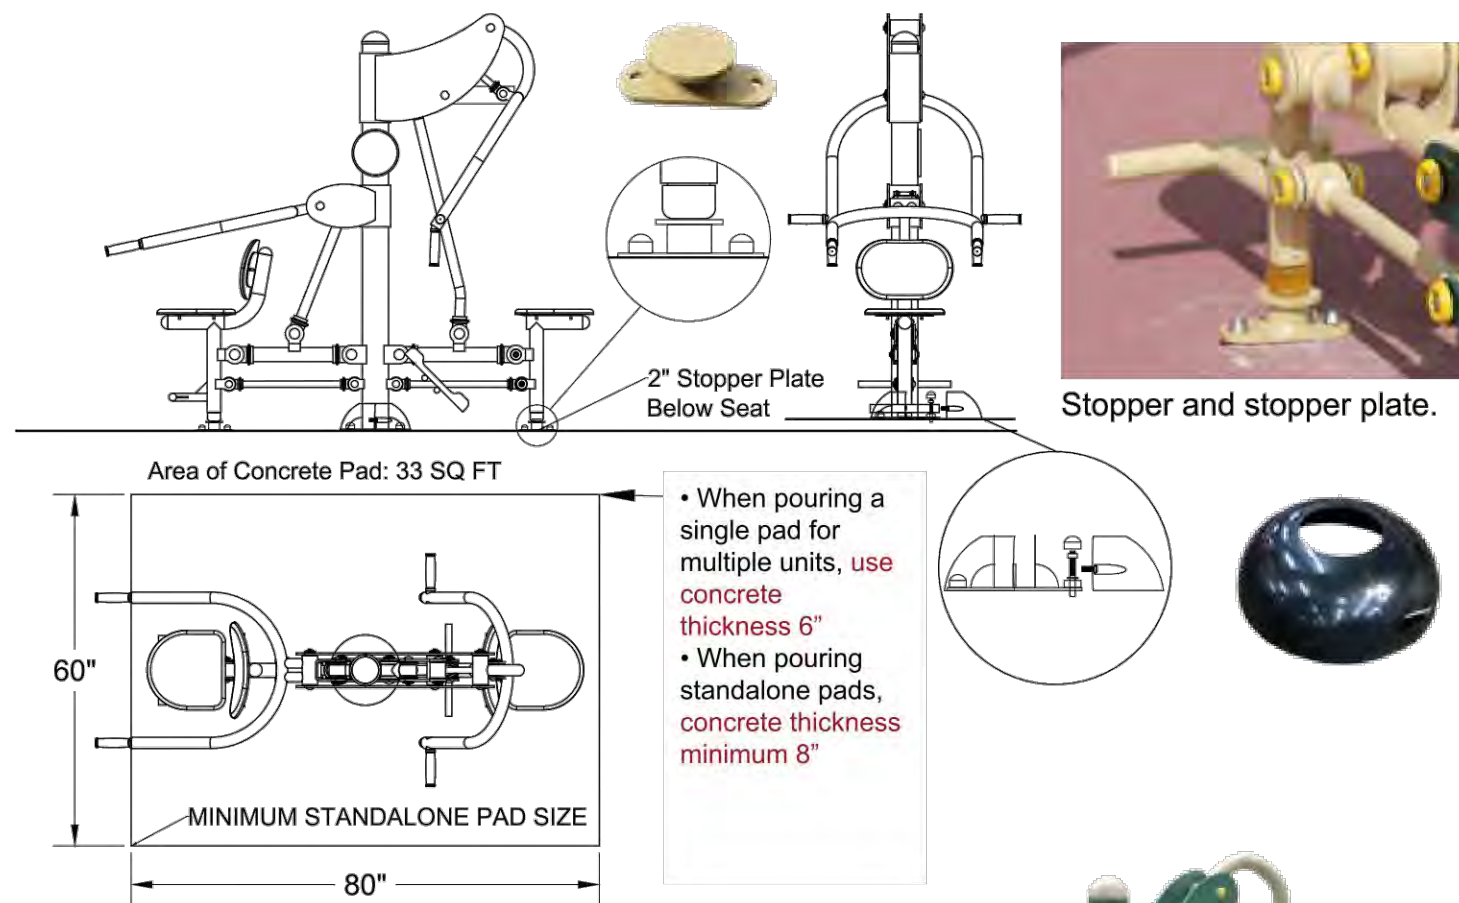 2" Stopper Plate
Below Seat
Stopper and stopper plate.
Area of Concrete Pad: 33 SQ FT
• When pouring a
single pad for
multiple units, use
concrete
thickness 6”
• When pouring
standalone pads,
concrete thickness
minimum 8”
60"
MINIMUM STANDALONE PAD SIZE
80"